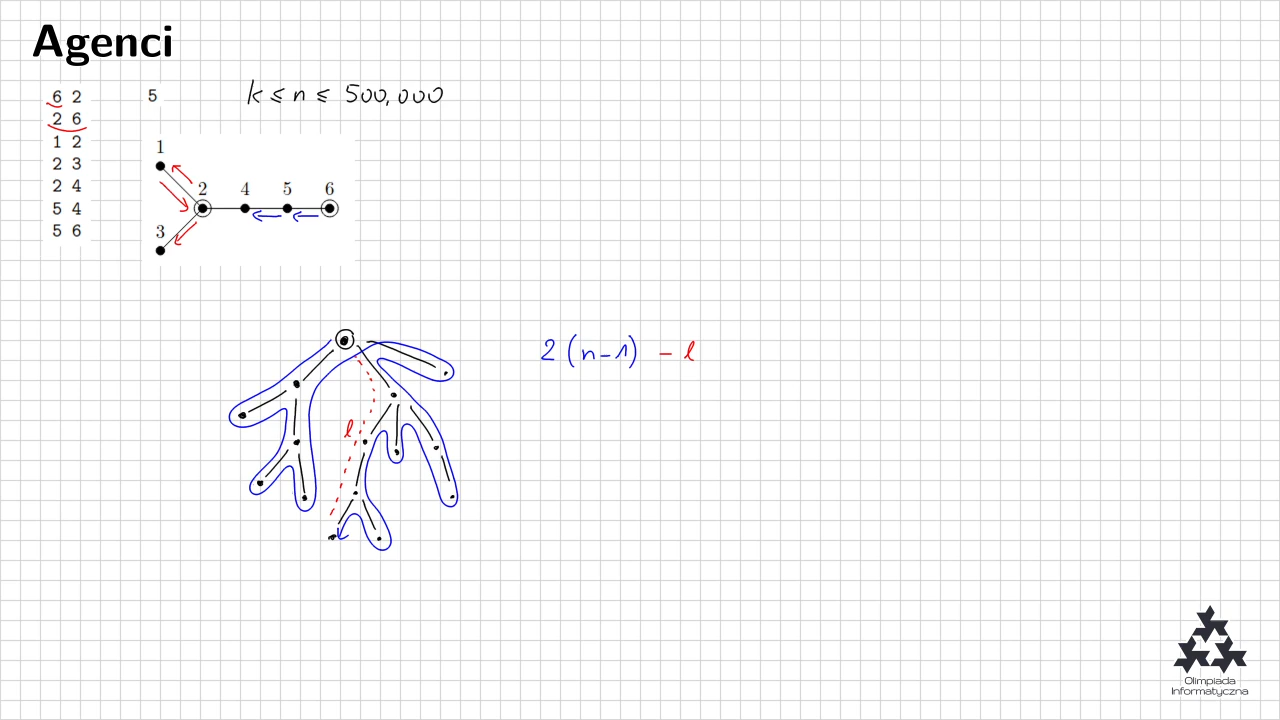 Agenci
6 2
2 6
1 2
2 3
2 4
5 4
5 6
5
k ≤ n ≤ 500,000
1
2 4 5 6
3
2 (n-1) - l
l
Olimpiada
Informatyczna